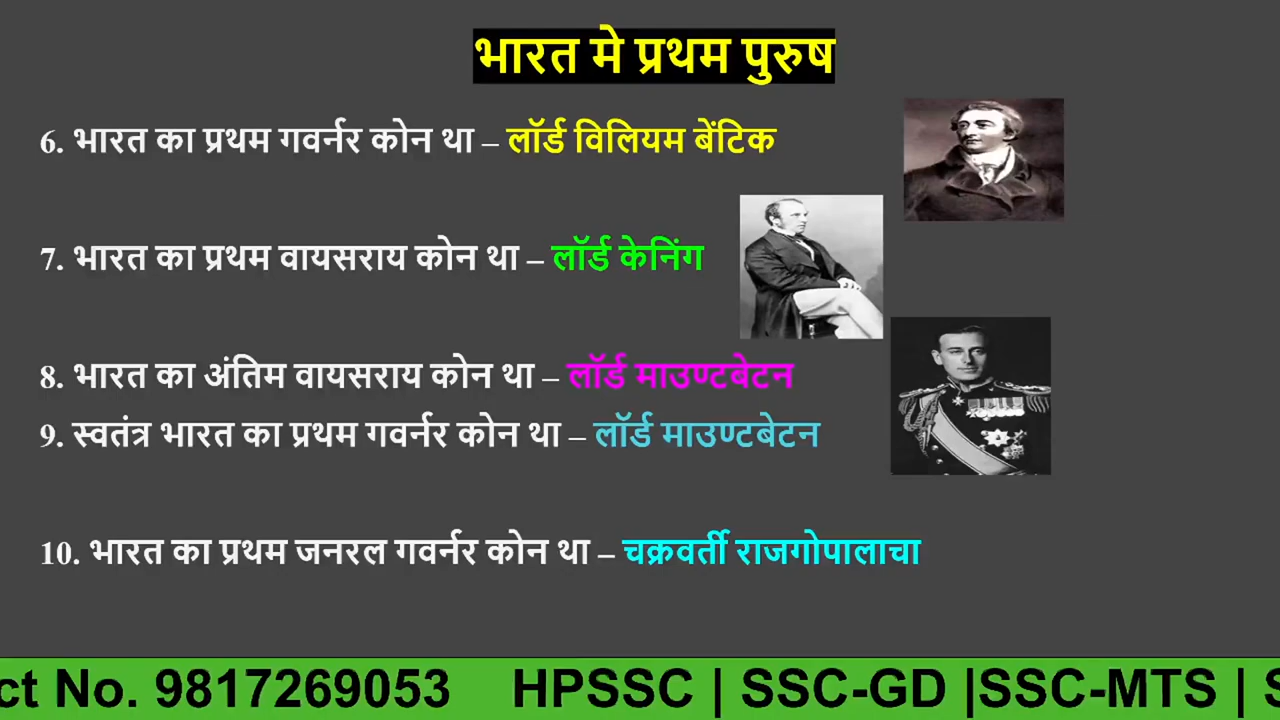 भारत मे प्रथम पुरुष
6. भारत का प्रथम गवर्नर कोन था – लॉर्ड विलियम बेंटिक
7. भारत का प्रथम वायसराय कोन था – लॉर्ड केनिंग
8. भारत का अंतिम वायसराय कोन था – लॉर्ड माउण्टबेटन
9. स्वतंत्र भारत का प्रथम गवर्नर कोन था – लॉर्ड माउण्टबेटन
10. भारत का प्रथम जनरल गवर्नर कोन था – चक्रवर्ती राजगोपालाचा
ct No. 9817269053 HPSSC | SSC-GD |SSC-MTS | S